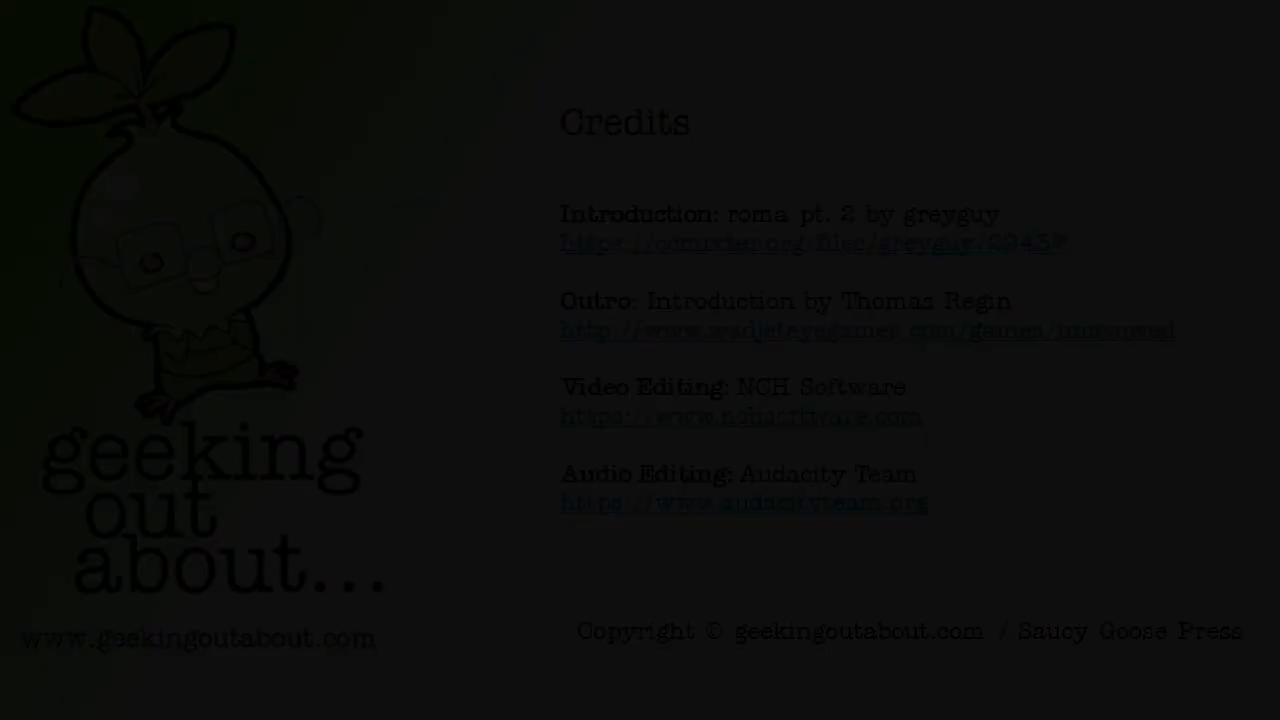 Credits
Introduction: roma pt. 2 by greyguy
Outro: Introduction by Thomas Regin
Video Editing: NCH Software
https://www.nchsoftware.com
Audio Editing: Audacity Team
https://www.audacityteam.org
geeking
out
about...
www.geekingoutabout.com
Copyright © geekingoutabout.com / Saucy Goose Press